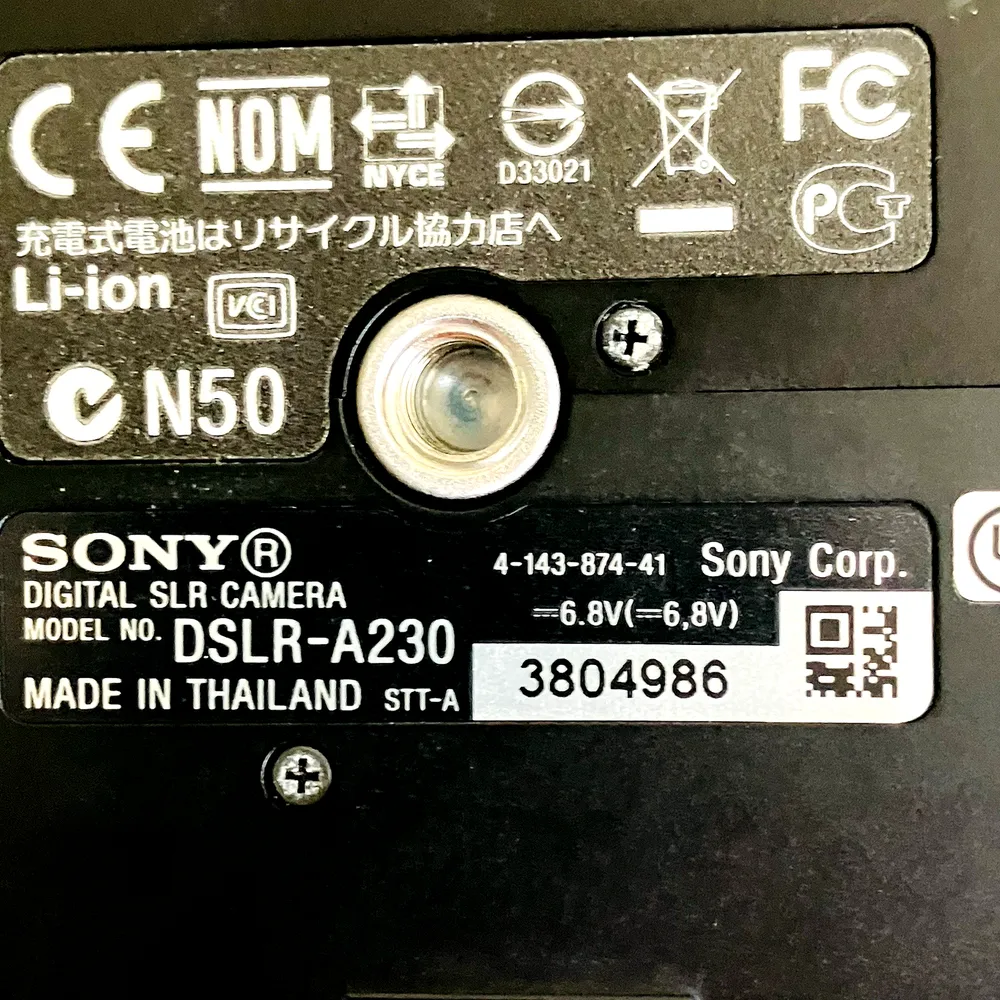 CE NOM NYCE D33021 FC
PCT
充電式電池はリサイクル協力店へ
Li-ion VCI
N50
SONY®
DIGITAL SLR CAMERA
MODEL NO. DSLR-A230
MADE IN THAILAND STT-A
4-143-874-41 Sony Corp.
⎓6.8V(⎓6,8V)
3804986